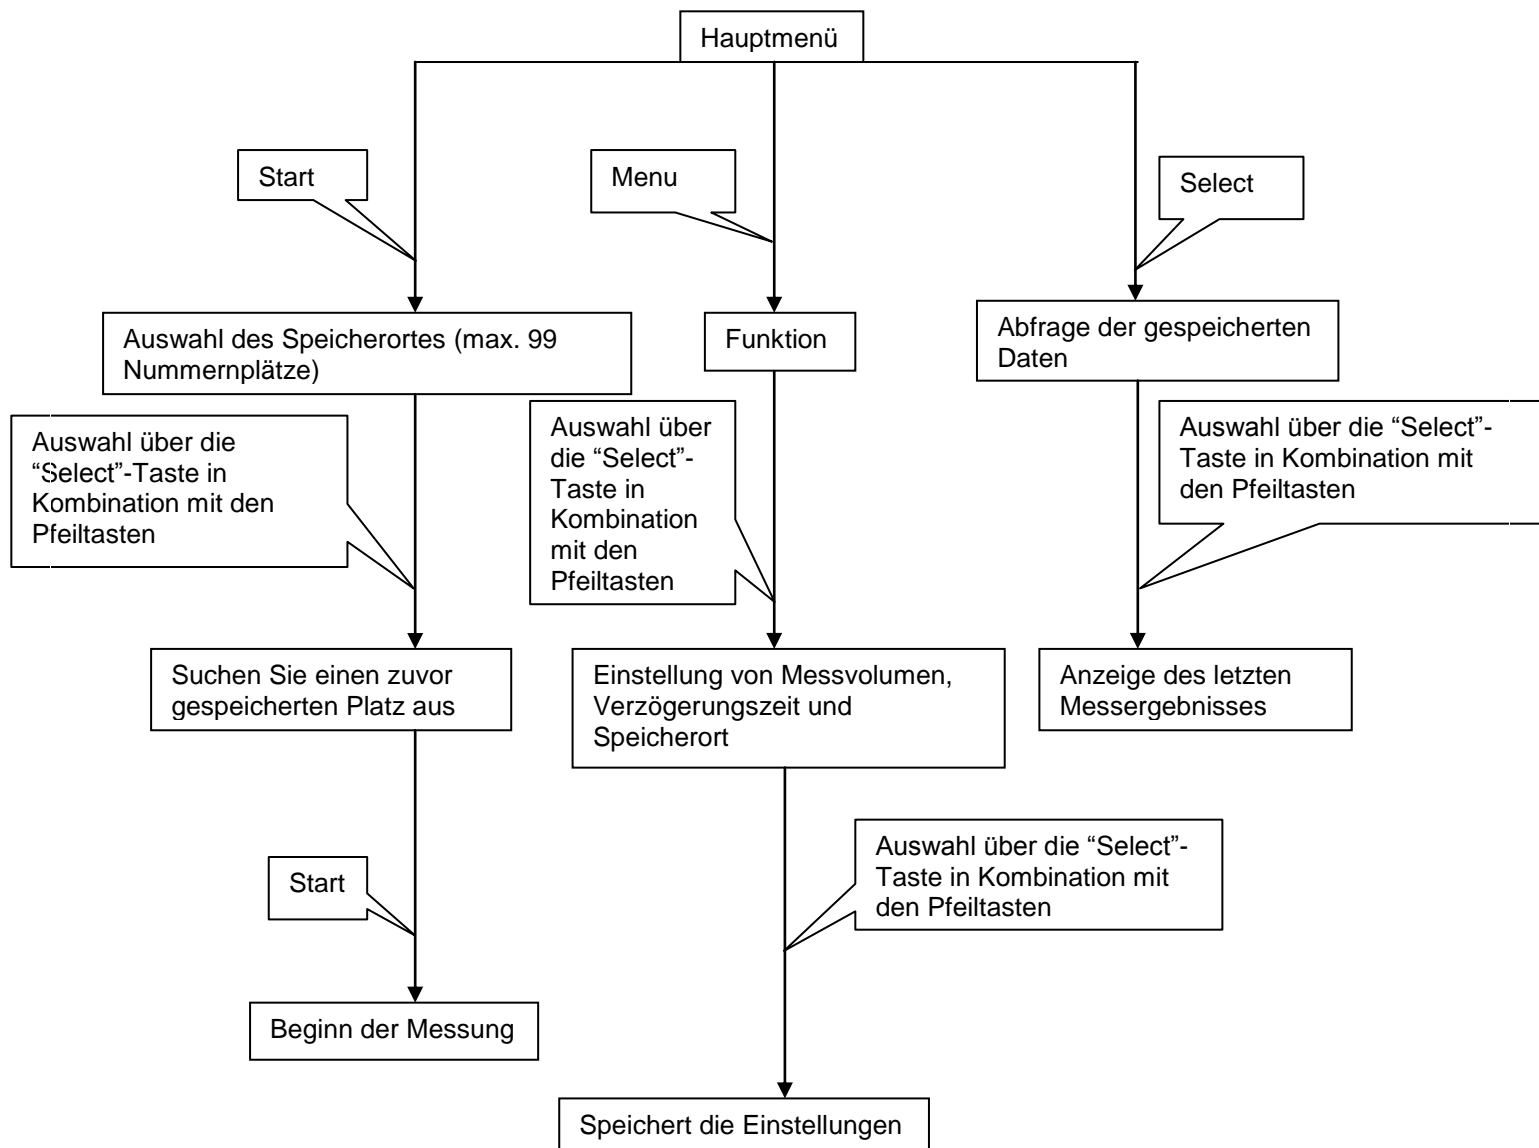 Hauptmenü
Start
Menu
Select
Auswahl des Speicherortes (max. 99
Nummernplätze)
Funktion
Abfrage der gespeicherten
Daten
Auswahl über die
“Select”-Taste in
Kombination mit den
Pfeiltasten
Auswahl über
die “Select”-
Taste in
Kombination
mit den
Pfeiltasten
Auswahl über die “Select”-
Taste in Kombination mit
den Pfeiltasten
Suchen Sie einen zuvor
gespeicherten Platz aus
Einstellung von Messvolumen,
Verzögerungszeit und
Speicherort
Anzeige des letzten
Messergebnisses
Start
Auswahl über die “Select”-
Taste in Kombination mit
den Pfeiltasten
Beginn der Messung
Speichert die Einstellungen